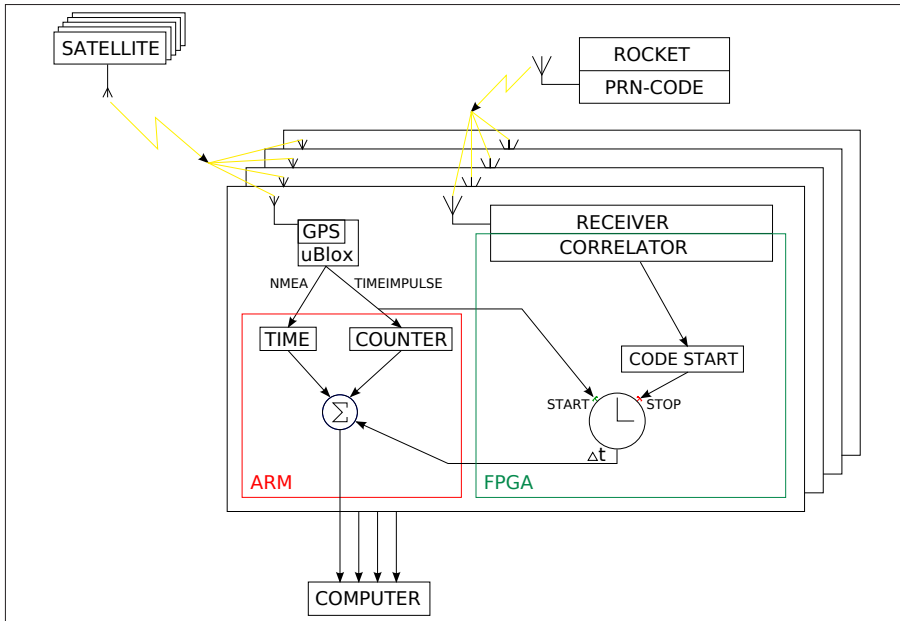 SATELLITE
ROCKET
PRN-CODE
RECEIVER
CORRELATOR
GPS
uBlox
NMEA
TIMEIMPULSE
TIME
COUNTER
CODE START
START
STOP
Σ
△t
ARM
FPGA
COMPUTER